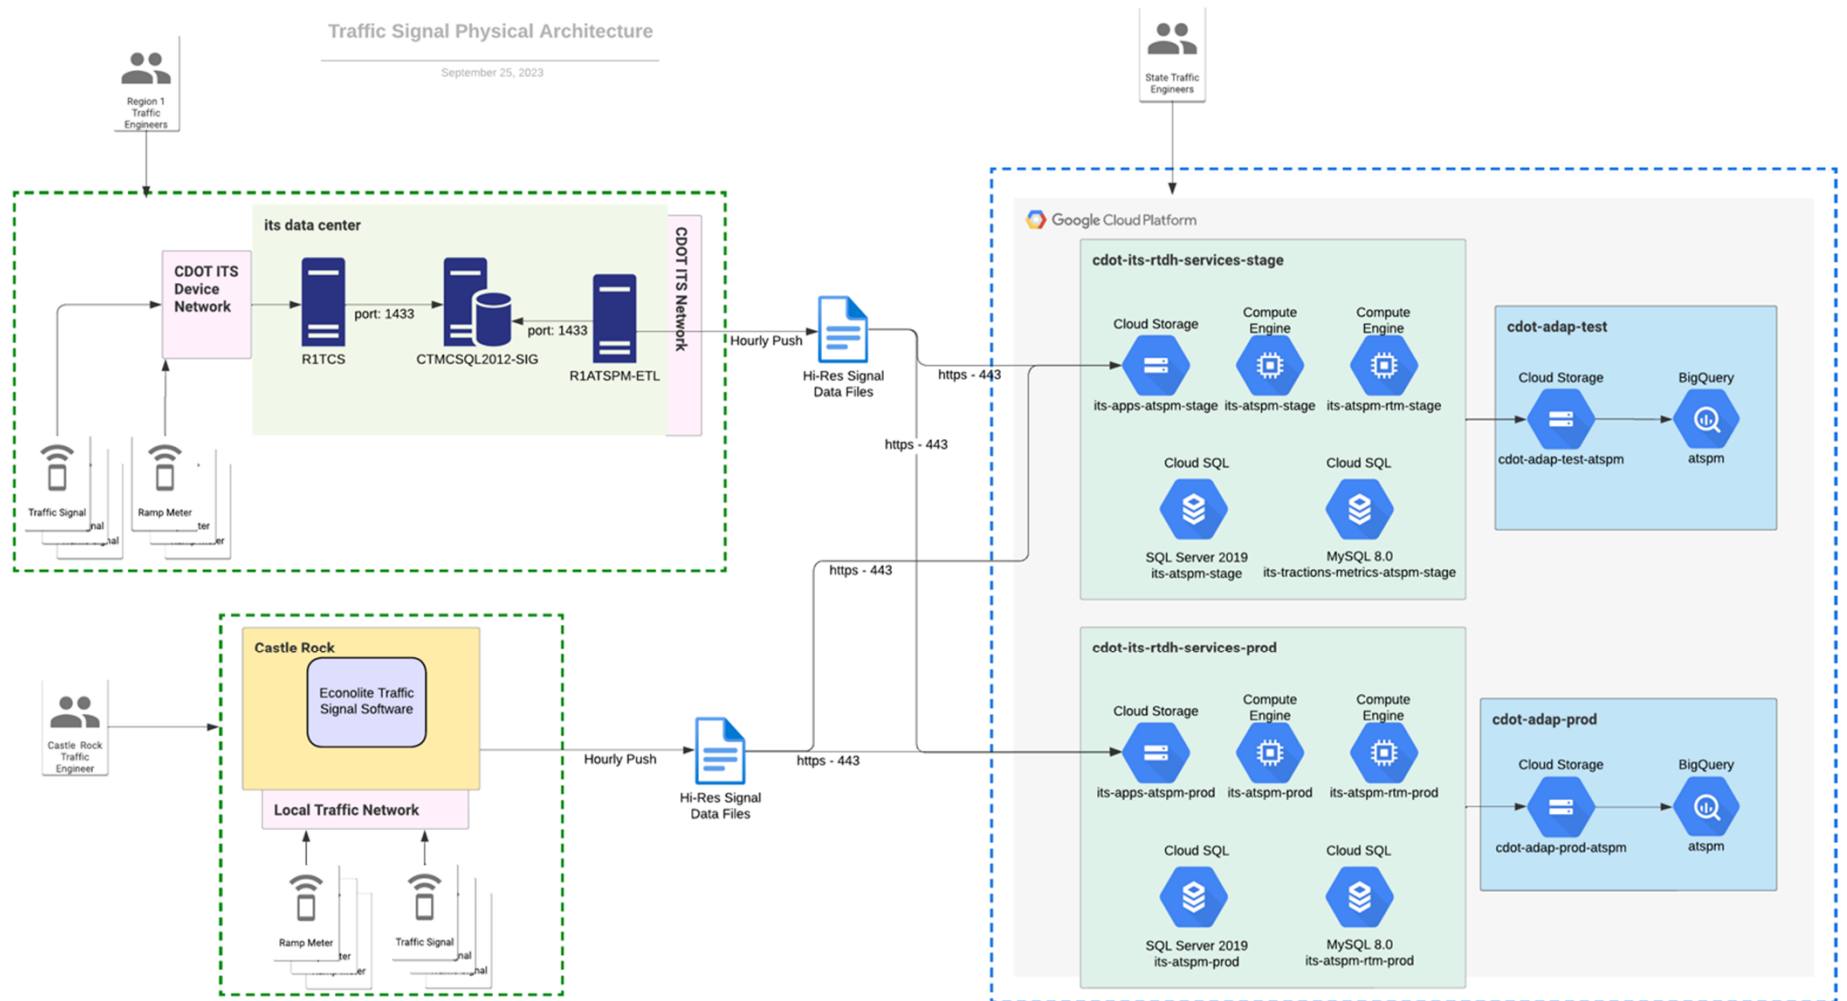 Traffic Signal Physical Architecture
September 25, 2023
Region 1
Traffic
Engineers
State Traffic
Engineers
its data center
CDOT ITS
Device
Network
R1TCS
port: 1433
CTMCSQL2012-SIG
port: 1433
R1ATSPM-ETL
CDOT ITS Network
Hourly Push
Hi-Res Signal
Data Files
https - 443
https - 443
https - 443
Traffic Signal
nal
Ramp Meter
ter
Castle Rock
Econolite Traffic
Signal Software
Local Traffic Network
Castle Rock
Traffic
Engineer
Ramp Meter
ter
Traffic Signal
nal
Hourly Push
Hi-Res Signal
Data Files
https - 443
Google Cloud Platform
cdot-its-rtdh-services-stage
Cloud Storage
its-apps-atspm-stage
Compute
Engine
its-atspm-stage
Compute
Engine
its-atspm-rtm-stage
Cloud SQL
SQL Server 2019
its-atspm-stage
Cloud SQL
MySQL 8.0
its-tractions-metrics-atspm-stage
cdot-adap-test
Cloud Storage
cdot-adap-test-atspm
BigQuery
atspm
cdot-its-rtdh-services-prod
Cloud Storage
its-apps-atspm-prod
Compute
Engine
its-atspm-prod
Compute
Engine
its-atspm-rtm-prod
Cloud SQL
SQL Server 2019
its-atspm-prod
Cloud SQL
MySQL 8.0
its-atspm-rtm-prod
cdot-adap-prod
Cloud Storage
cdot-adap-prod-atspm
BigQuery
atspm